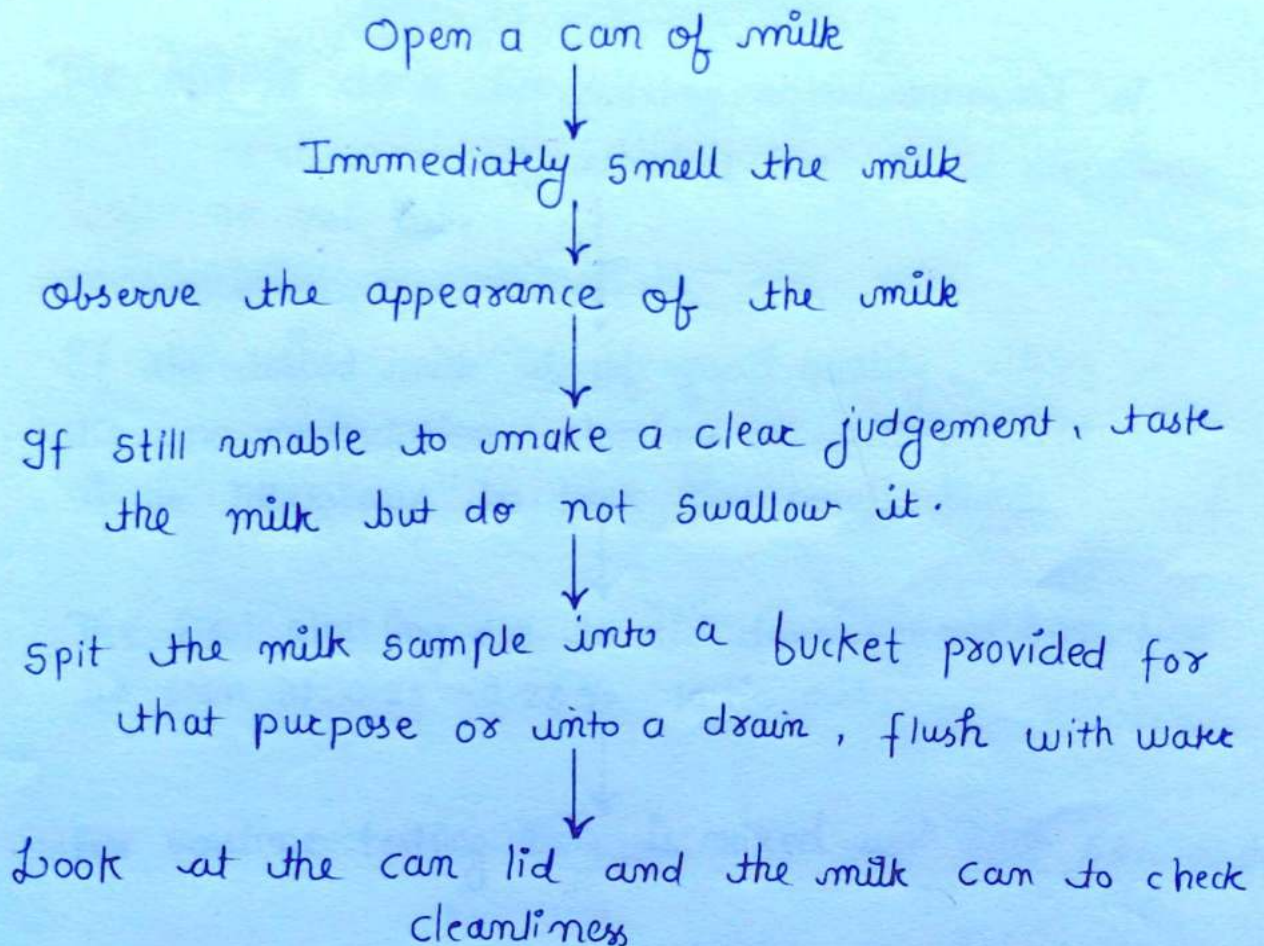 Open a can of milk
Immediately smell the milk
observe the appearance of the milk
If still unable to make a clear judgement, taste
the milk but do not swallow it.
spit the milk sample into a bucket provided for
that purpose or into a drain, flush with water
Look at the can lid and the milk can to check
cleanliness